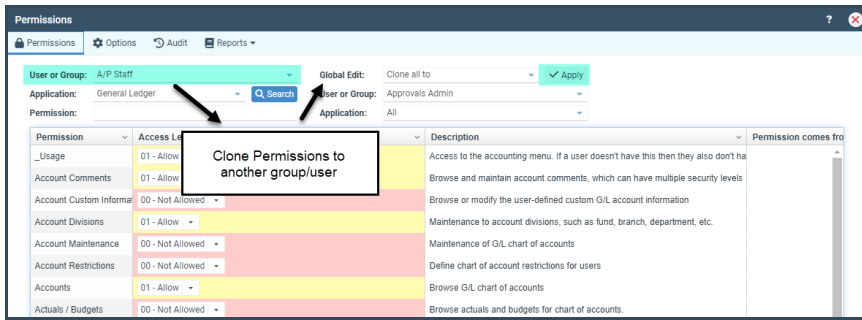 Permissions ?
Permissions Options Audit Reports
User or Group: A/P Staff Global Edit: Clone all to Apply
Application: General Ledger Search User or Group: Approvals Admin
Permission: Application: All
Permission Access Le Description Permission comes fro
Clone Permissions to
another group/user
_Usage 01 - Allow Access to the accounting menu. If a user doesn't have this then they also don't ha
Account Comments 01 - Allow Browse and maintain account comments, which can have multiple security levels
Account Custom Informat 00 - Not Allowed Browse or modify the user-defined custom G/L account information
Account Divisions 01 - Allow Maintenance to account divisions, such as fund, branch, department, etc.
Account Maintenance 00 - Not Allowed Maintenance of G/L chart of accounts
Account Restrictions 00 - Not Allowed Define chart of account restrictions for users
Accounts 01 - Allow Browse G/L chart of accounts
Actuals / Budgets 00 - Not Allowed Browse actuals and budgets for chart of accounts.